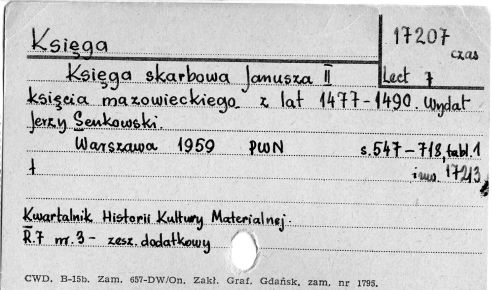 Księga
17207
czas
Lect 7
Księga skarbowa Janusza II
księcia mazowieckiego z lat 1477-1490. Wydał
Jerzy Senkowski.
Warszawa 1959 PWN s.547-718, tabl.1
inw. 17243
Kwartalnik Historii Kultury Materialnej.
R.7 nr.3 - zesz. dodatkowy
CWD. B-15b. Zam. 657-DW/On. Zakł. Graf. Gdańsk, zam. nr 1795.